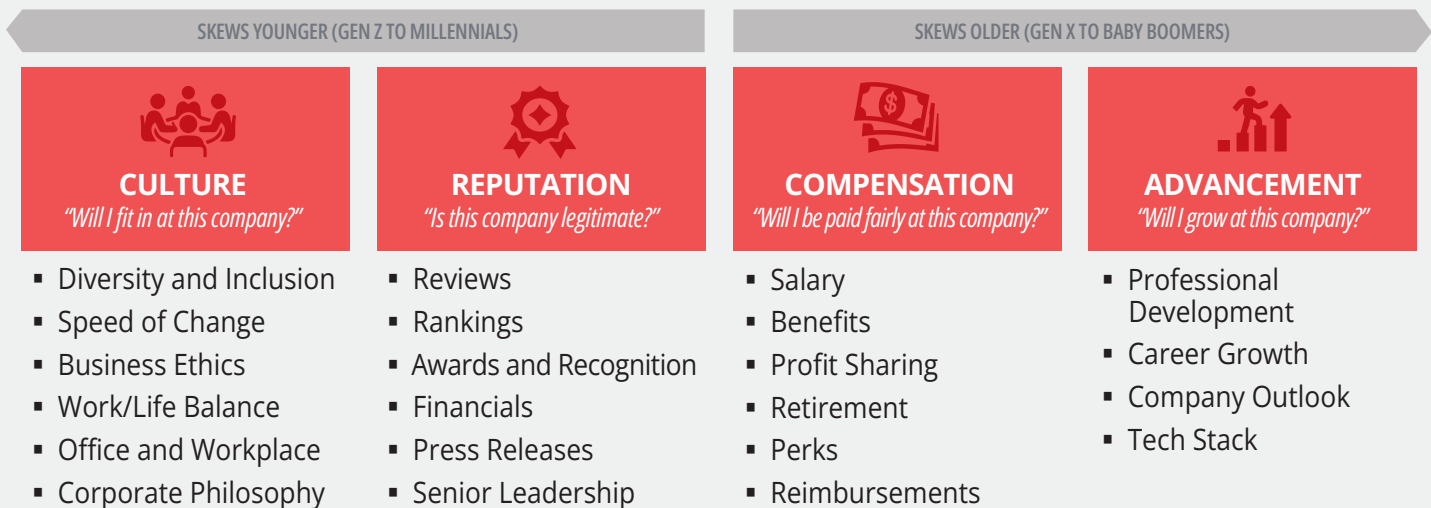 SKEWS YOUNGER (GEN Z TO MILLENNIALS)
SKEWS OLDER (GEN X TO BABY BOOMERS)
CULTURE
“Will I fit in at this company?”
▪ Diversity and Inclusion
▪ Speed of Change
▪ Business Ethics
▪ Work/Life Balance
▪ Office and Workplace
▪ Corporate Philosophy
REPUTATION
“Is this company legitimate?”
▪ Reviews
▪ Rankings
▪ Awards and Recognition
▪ Financials
▪ Press Releases
▪ Senior Leadership
$
COMPENSATION
“Will I be paid fairly at this company?”
▪ Salary
▪ Benefits
▪ Profit Sharing
▪ Retirement
▪ Perks
▪ Reimbursements
ADVANCEMENT
“Will I grow at this company?”
▪ Professional
Development
▪ Career Growth
▪ Company Outlook
▪ Tech Stack